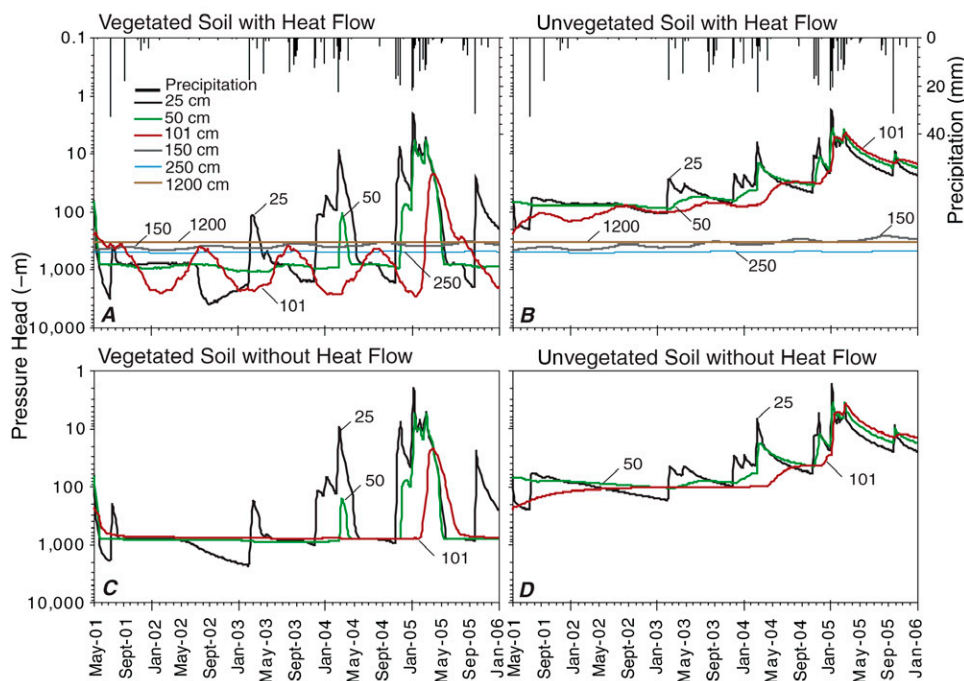 Vegetated Soil with Heat Flow
Unvegetated Soil with Heat Flow
0.1
1
10
100
1,000
10,000
Precipitation
25 cm
50 cm
101 cm
150 cm
250 cm
1200 cm
150
1200
25
50
101
250
A
25
101
50
1200
150
250
B
0
20
40
Precipitation (mm)
Pressure Head (–m)
Vegetated Soil without Heat Flow
Unvegetated Soil without Heat Flow
1
10
100
1,000
10,000
25
50
101
C
50
25
101
D
May-01
Sept-01
Jan-02
May-02
Sept-02
Jan-03
May-03
Sept-03
Jan-04
May-04
Sept-04
Jan-05
May-05
Sept-05
Jan-06
May-01
Sept-01
Jan-02
May-02
Sept-02
Jan-03
May-03
Sept-03
Jan-04
May-04
Sept-04
Jan-05
May-05
Sept-05
Jan-06